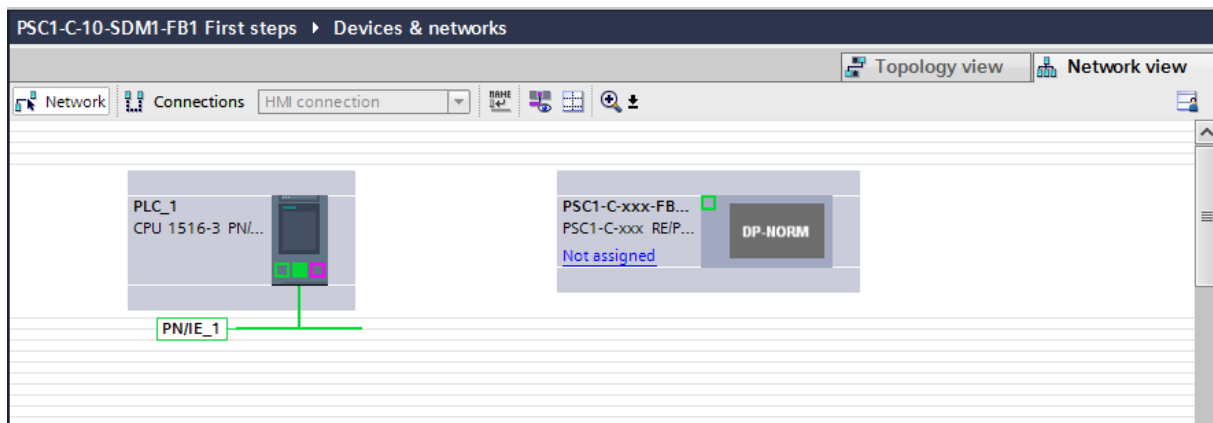 PSC1-C-10-SDM1-FB1 First steps ▸ Devices & networks
Topology view
Network view
Network
Connections
HMI connection
NAME
PLC_1
CPU 1516-3 PN/...
PSC1-C-xxx-FB...
PSC1-C-xxx RE/P...
Not assigned
DP-NORM
PN/IE_1